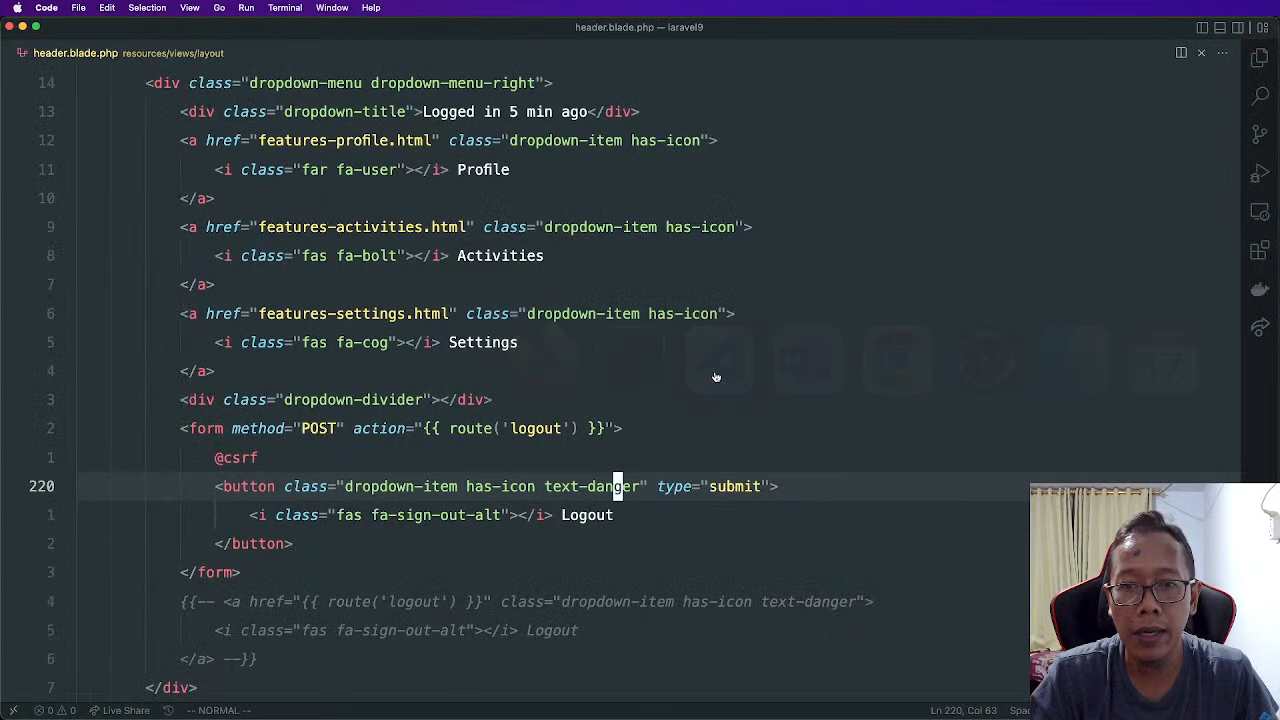 Code File Edit Selection View Go Run Terminal Window Help
header.blade.php — laravel9
header.blade.php resources/views/layout
14 <div class="dropdown-menu dropdown-menu-right">
13 <div class="dropdown-title">Logged in 5 min ago</div>
12 <a href="features-profile.html" class="dropdown-item has-icon">
11 <i class="far fa-user"></i> Profile
10 </a>
9 <a href="features-activities.html" class="dropdown-item has-icon">
8 <i class="fas fa-bolt"></i> Activities
7 </a>
6 <a href="features-settings.html" class="dropdown-item has-icon">
5 <i class="fas fa-cog"></i> Settings
4 </a>
3 <div class="dropdown-divider"></div>
2 <form method="POST" action="{{ route('logout') }}">
1 @csrf
220 <button class="dropdown-item has-icon text-danger" type="submit">
1 <i class="fas fa-sign-out-alt"></i> Logout
2 </button>
3 </form>
4 {{-- <a href="{{ route('logout') }}" class="dropdown-item has-icon text-danger">
5 <i class="fas fa-sign-out-alt"></i> Logout
6 </a> --}}
7 </div>
0 0 Live Share -- NORMAL -- Ln 220, Col 63 Spa